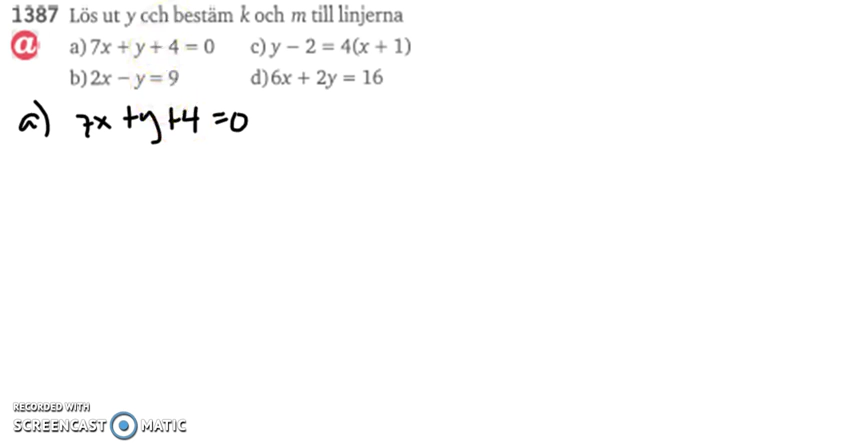 1387 Lös ut y cch bestäm k och m till linjerna
a a) 7x + y + 4 = 0 c) y − 2 = 4(x + 1)
b) 2x − y = 9 d) 6x + 2y = 16
a) 7x + y + 4 = 0
RECORDED WITH
SCREENCAST MATIC